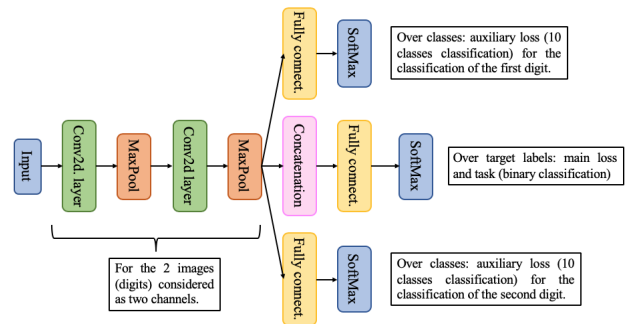 Fully connect.
SoftMax
Over classes: auxiliary loss (10
classes classification) for the
classification of the first digit.
Input
Conv2d. layer
MaxPool
Conv2d layer
MaxPool
Concatenation
Fully connect.
SoftMax
Over target labels: main loss
and task (binary classification)
For the 2 images
(digits) considered
as two channels.
Fully connect.
SoftMax
Over classes: auxiliary loss (10
classes classification) for the
classification of the second digit.